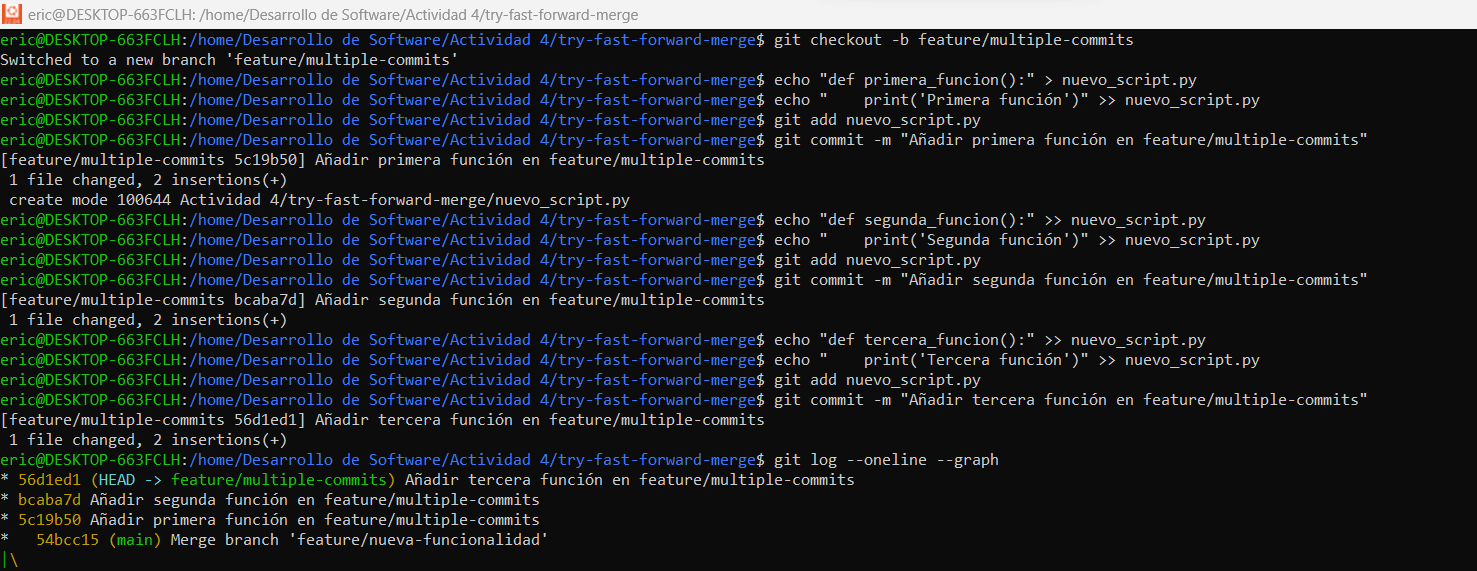 eric@DESKTOP-663FCLH: /home/Desarrollo de Software/Actividad 4/try-fast-forward-merge
eric@DESKTOP-663FCLH:/home/Desarrollo de Software/Actividad 4/try-fast-forward-merge$ git checkout -b feature/multiple-commits
Switched to a new branch 'feature/multiple-commits'
eric@DESKTOP-663FCLH:/home/Desarrollo de Software/Actividad 4/try-fast-forward-merge$ echo "def primera_funcion():" > nuevo_script.py
eric@DESKTOP-663FCLH:/home/Desarrollo de Software/Actividad 4/try-fast-forward-merge$ echo "    print('Primera función')" >> nuevo_script.py
eric@DESKTOP-663FCLH:/home/Desarrollo de Software/Actividad 4/try-fast-forward-merge$ git add nuevo_script.py
eric@DESKTOP-663FCLH:/home/Desarrollo de Software/Actividad 4/try-fast-forward-merge$ git commit -m "Añadir primera función en feature/multiple-commits"
[feature/multiple-commits 5c19b50] Añadir primera función en feature/multiple-commits
 1 file changed, 2 insertions(+)
 create mode 100644 Actividad 4/try-fast-forward-merge/nuevo_script.py
eric@DESKTOP-663FCLH:/home/Desarrollo de Software/Actividad 4/try-fast-forward-merge$ echo "def segunda_funcion():" >> nuevo_script.py
eric@DESKTOP-663FCLH:/home/Desarrollo de Software/Actividad 4/try-fast-forward-merge$ echo "    print('Segunda función')" >> nuevo_script.py
eric@DESKTOP-663FCLH:/home/Desarrollo de Software/Actividad 4/try-fast-forward-merge$ git add nuevo_script.py
eric@DESKTOP-663FCLH:/home/Desarrollo de Software/Actividad 4/try-fast-forward-merge$ git commit -m "Añadir segunda función en feature/multiple-commits"
[feature/multiple-commits bcaba7d] Añadir segunda función en feature/multiple-commits
 1 file changed, 2 insertions(+)
eric@DESKTOP-663FCLH:/home/Desarrollo de Software/Actividad 4/try-fast-forward-merge$ echo "def tercera_funcion():" >> nuevo_script.py
eric@DESKTOP-663FCLH:/home/Desarrollo de Software/Actividad 4/try-fast-forward-merge$ echo "    print('Tercera función')" >> nuevo_script.py
eric@DESKTOP-663FCLH:/home/Desarrollo de Software/Actividad 4/try-fast-forward-merge$ git add nuevo_script.py
eric@DESKTOP-663FCLH:/home/Desarrollo de Software/Actividad 4/try-fast-forward-merge$ git commit -m "Añadir tercera función en feature/multiple-commits"
[feature/multiple-commits 56d1ed1] Añadir tercera función en feature/multiple-commits
 1 file changed, 2 insertions(+)
eric@DESKTOP-663FCLH:/home/Desarrollo de Software/Actividad 4/try-fast-forward-merge$ git log --oneline --graph
* 56d1ed1 (HEAD -> feature/multiple-commits) Añadir tercera función en feature/multiple-commits
* bcaba7d Añadir segunda función en feature/multiple-commits
* 5c19b50 Añadir primera función en feature/multiple-commits
*   54bcc15 (main) Merge branch 'feature/nueva-funcionalidad'
|\